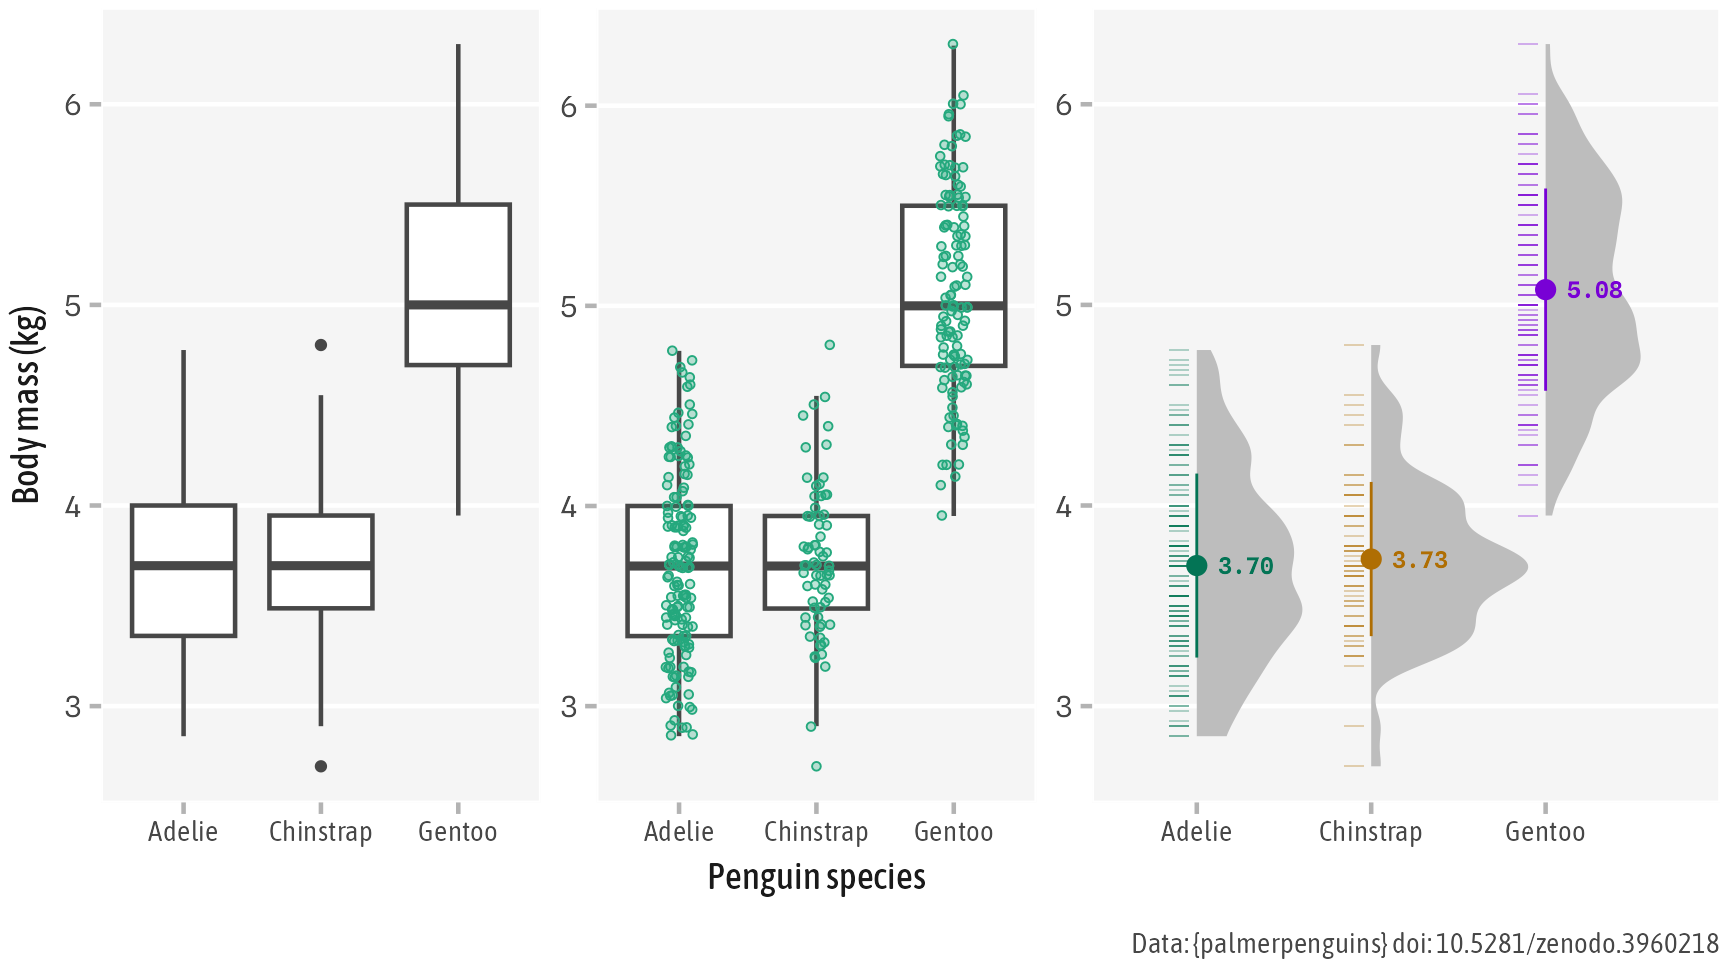 Body mass (kg)
6
5
4
3
Adelie Chinstrap Gentoo
6
5
4
3
Adelie Chinstrap Gentoo
6
5
4
3
5.08
3.70
3.73
Adelie Chinstrap Gentoo
Penguin species
Data: {palmerpenguins} doi: 10.5281/zenodo.3960218